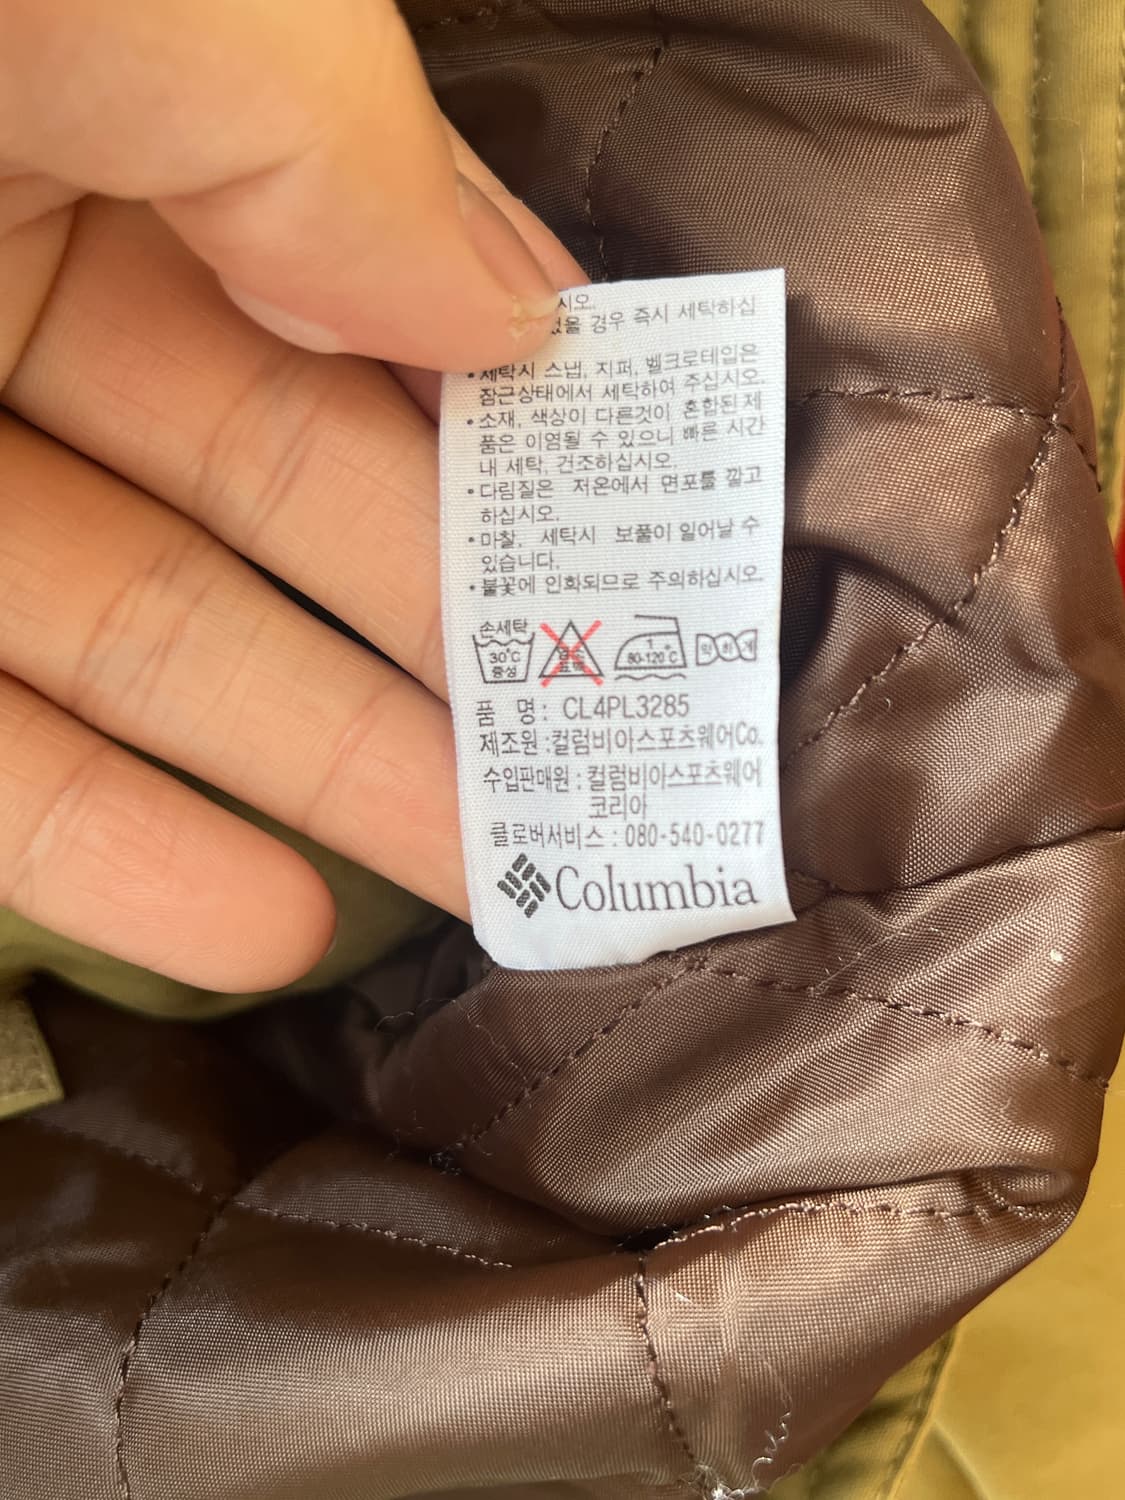 시오.
경우 즉시 세탁하십
• 세탁시 스냅, 지퍼, 벨크로테입은
잠근상태에서 세탁하여 주십시오.
• 소재, 색상이 다른것이 혼합된 제
품은 이염될 수 있으니 빠른 시간
내 세탁, 건조하십시오.
• 다림질은 저온에서 면포를 깔고
하십시오.
• 마찰, 세탁시 보풀이 일어날 수
있습니다.
• 불꽃에 인화되므로 주의하십시오.
손세탁
30°C
중성
1
80-120°C
약하게
품 명 : CL4PL3285
제조원 :컬럼비아스포츠웨어Co.
수입판매원 : 컬럼비아스포츠웨어
코리아
클로버서비스 : 080-540-0277
Columbia